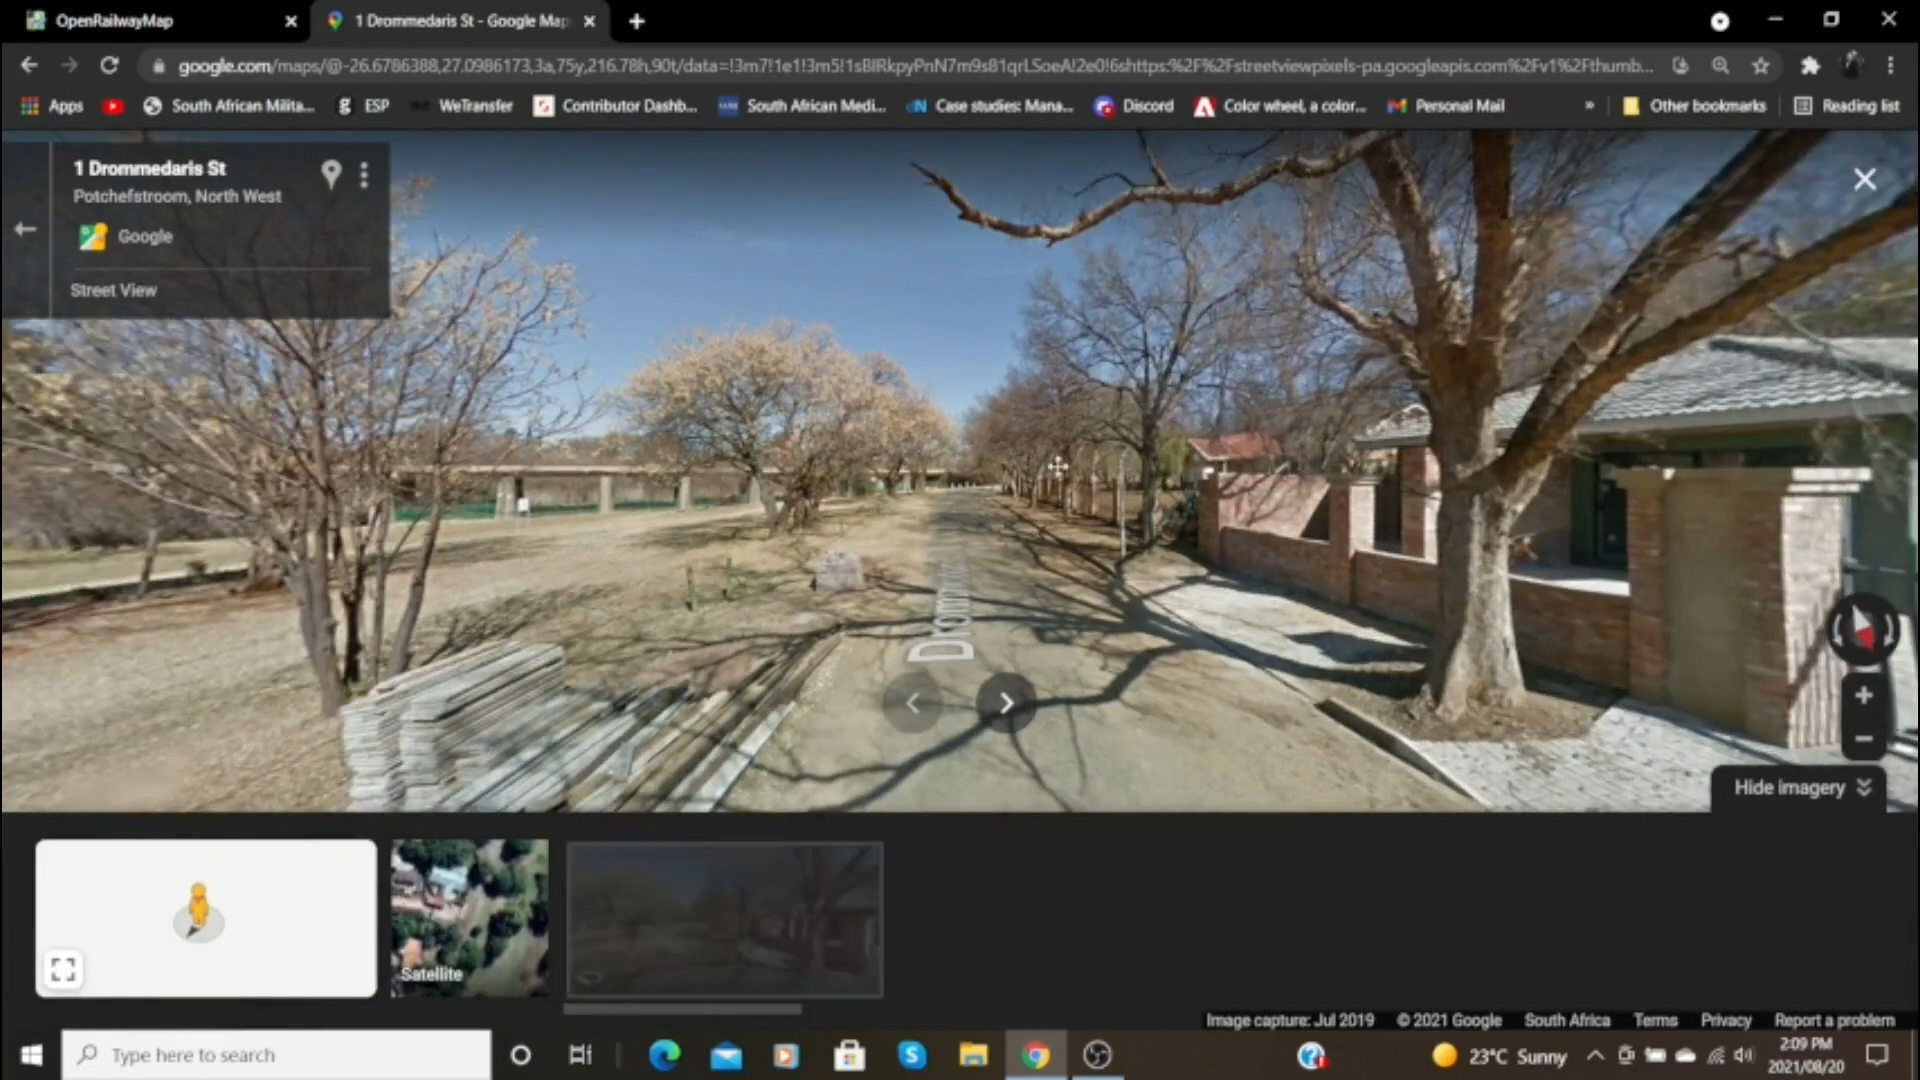 OpenRailwayMap
1 Drommedaris St - Google Map
google.com/maps/@-26.6786388,27.0986173,3a,75y,216.78h,90t/data=!3m7!1e1!3m5!1sBlRkpyPnN7m9s81qrLSoeA!2e0!6shttps:%2F%2Fstreetviewpixels-pa.googleapis.com%2Fv1%2Fthumb...
Apps
South African Milita...
ESP
WeTransfer
Contributor Dashb...
South African Medi...
Case studies: Mana...
Discord
Color wheel, a color...
Personal Mail
»
Other bookmarks
Reading list
1 Drommedaris St
Potchefstroom, North West
Google
Street View
Hide imagery
Satellite
Image capture: Jul 2019 © 2021 Google South Africa Terms Privacy Report a problem
Type here to search
23°C Sunny
2:09 PM
2021/08/20